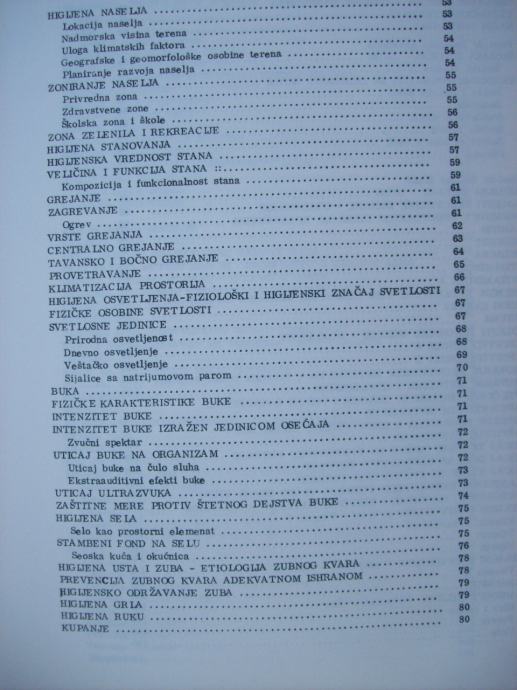 HIGIJENA NASELJA 53
Lokacija naselja 53
Nadmorska visina terena 53
Uloga klimatskih faktora 54
Geografske i geomorfološke osobine terena 54
Planiranje razvoja naselja 54
ZONIRANJE NASELJA 55
Privredna zona 55
Zdravstvene zone 55
Školska zona i škole 56
ZONA ZELENILA I REKREACIJE 56
HIGIJENA STANOVANJA 57
HIGIJENSKA VREDNOST STANA 57
VELIČINA I FUNKCIJA STANA 59
Kompozicija i funkcionalnost stana 59
GREJANJE 61
ZAGREVANJE 61
Ogrev 61
VRSTE GREJANJA 62
CENTRALNO GREJANJE 63
TAVANSKO I BOČNO GREJANJE 64
PROVETRAVANJE 65
KLIMATIZACIJA PROSTORIJA 66
HIGIJENA OSVETLJENJA-FIZIOLOŠKI I HIGIJENSKI ZNAČAJ SVETLOSTI 67
FIZIČKE OSOBINE SVETLOSTI 67
SVETLOSNE JEDINICE 67
Prirodna osvetljenost 68
Dnevno osvetljenje 68
Veštačko osvetljenje 69
Sijalice sa natrijumovom parom 70
BUKA 71
FIZIČKE KARAKTERISTIKE BUKE 71
INTENZITET BUKE 71
INTENZITET BUKE IZRAŽEN JEDINICOM OSEĆAJA 71
Zvučni spektar 72
UTICAJ BUKE NA ORGANIZAM 72
Uticaj buke na čulo sluha 72
Ekstraauditivni efekti buke 73
UTICAJ ULTRAZVUKA 73
ZAŠTITNE MERE PROTIV ŠTETNOG DEJSTVA BUKE 74
HIGIJENA SELA 75
Selo kao prostorni elemenat 75
STAMBENI FOND NA SELU 75
Seoska kuća i okućnica 76
HIGIJENA USTA I ZUBA - ETIOLOGIJA ZUBNOG KVARA 78
PREVENCIJA ZUBNOG KVARA ADEKVATNOM ISHRANOM 78
HIGIJENSKO ODRŽAVANJE ZUBA 79
HIGIJENA GRLA 79
HIGIJENA RUKU 80
KUPANJE 80